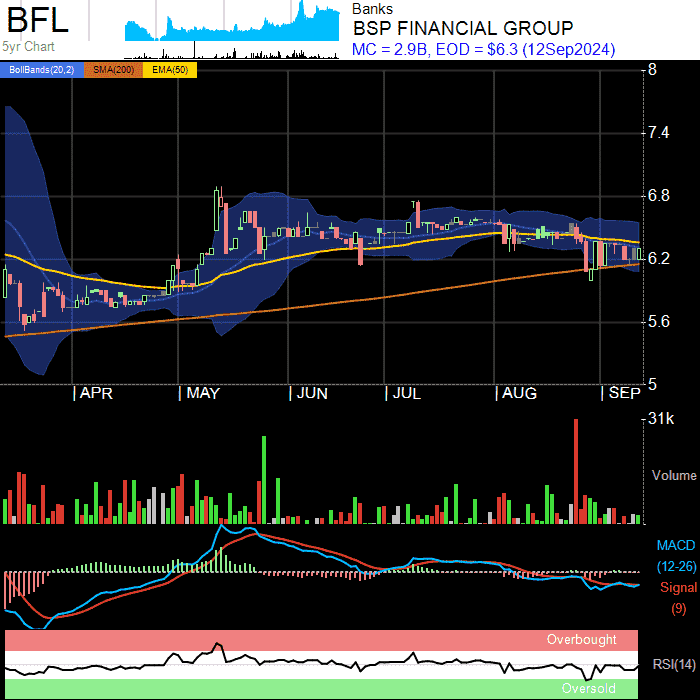 BFL
5yr Chart
Banks
BSP FINANCIAL GROUP
MC = 2.9B, EOD = $6.3 (12Sep2024)
BollBands(20,2) SMA(200) EMA(50)
8
7.4
6.8
6.2
5.6
5
APR MAY JUN JUL AUG SEP
31k
Volume
MACD
(12-26)
Signal
(9)
Overbought
RSI(14)
Oversold